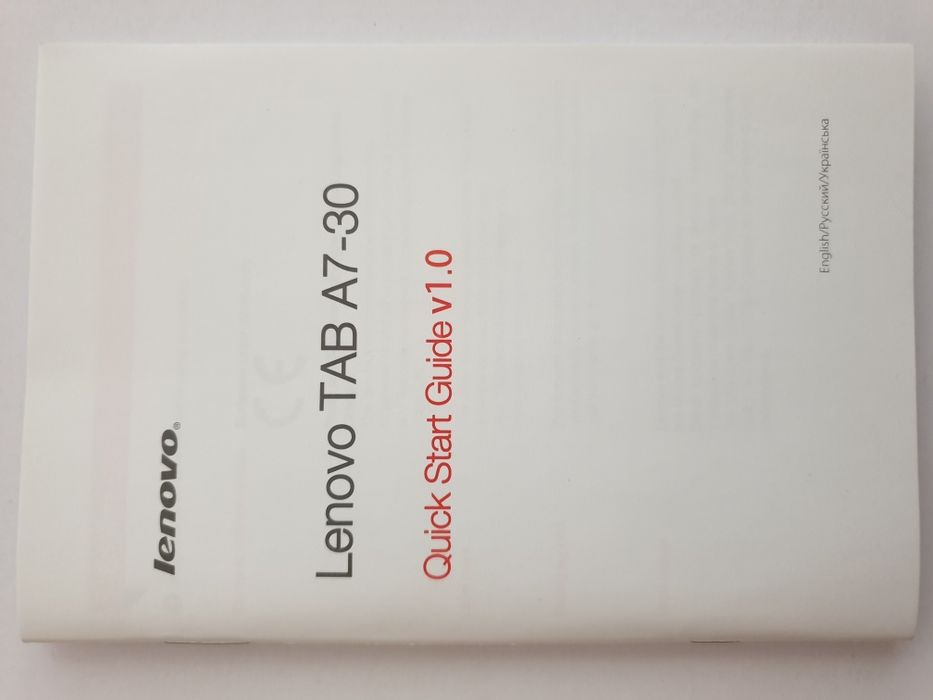 lenovo®
Lenovo TAB A7-30
Quick Start Guide v1.0
English/Русский/Українська